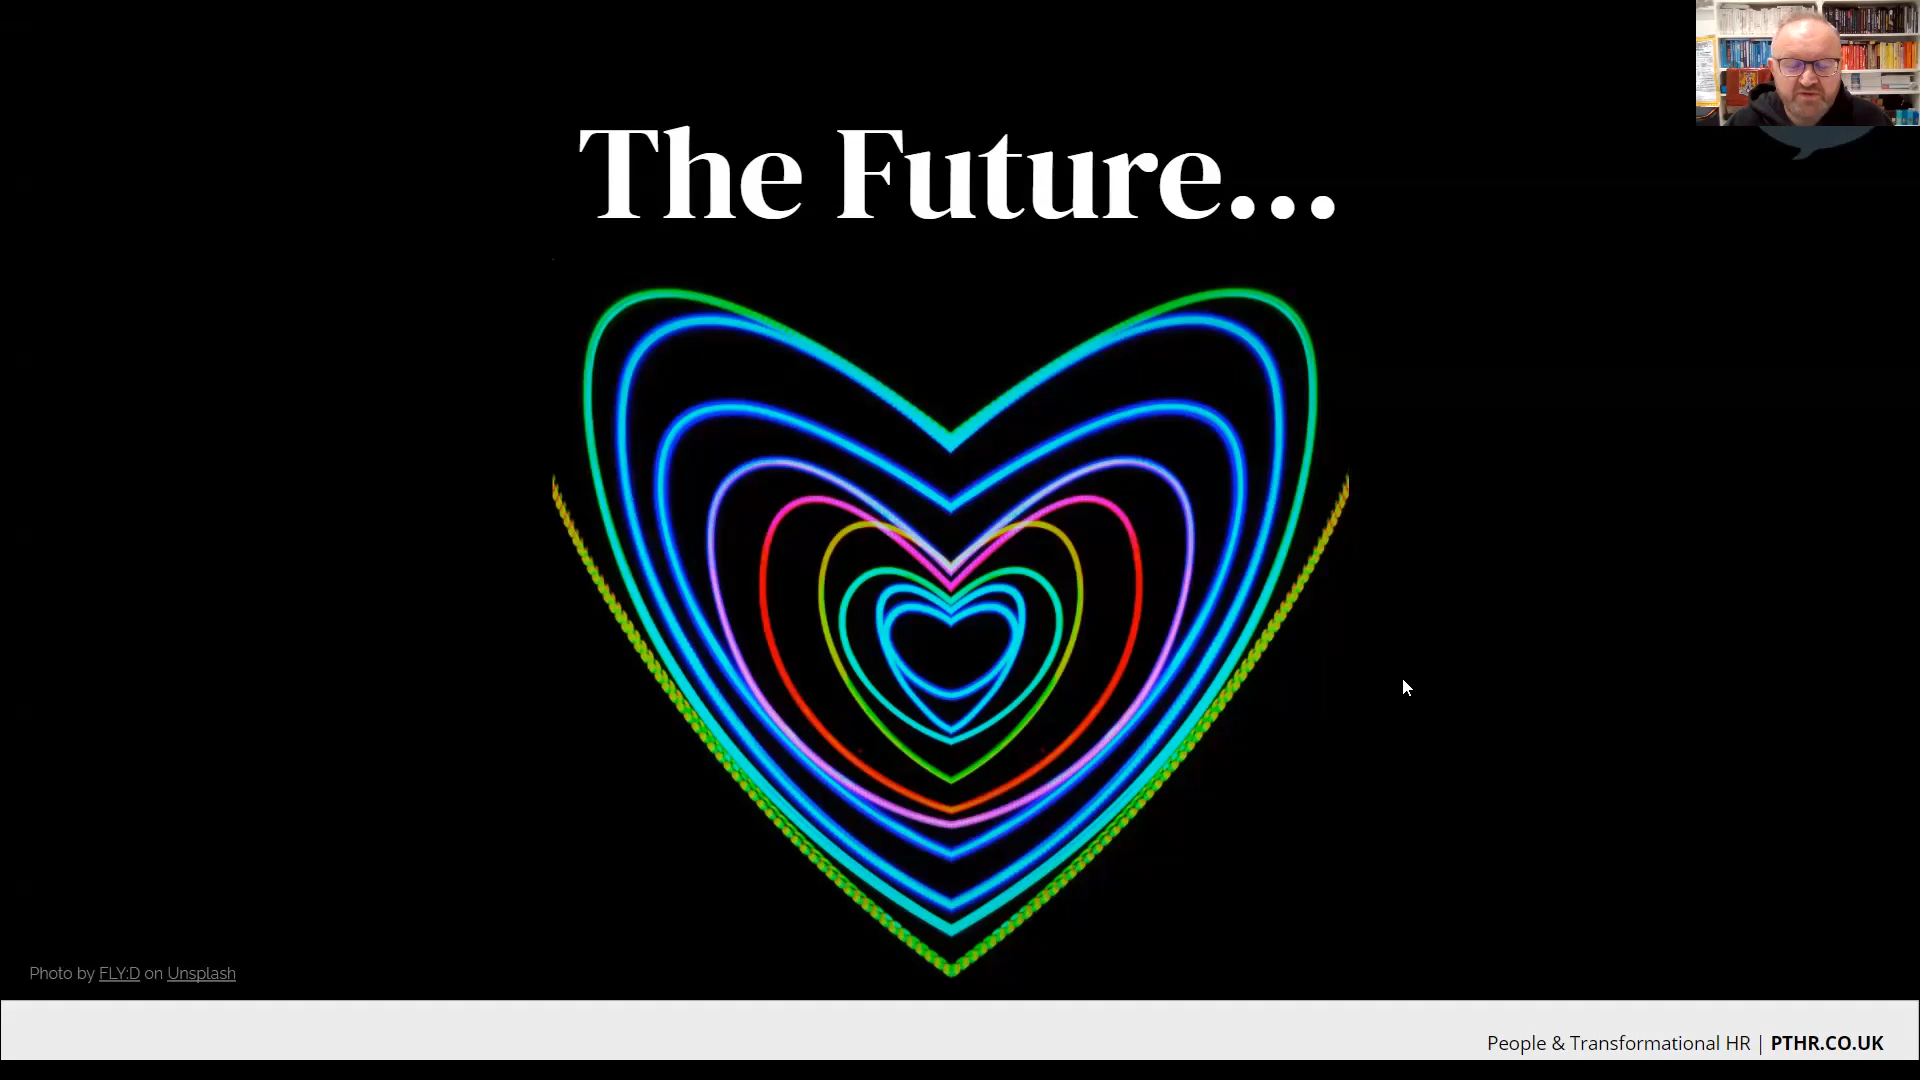 The Future...
Photo by FLY:D on Unsplash
People & Transformational HR | PTHR.CO.UK